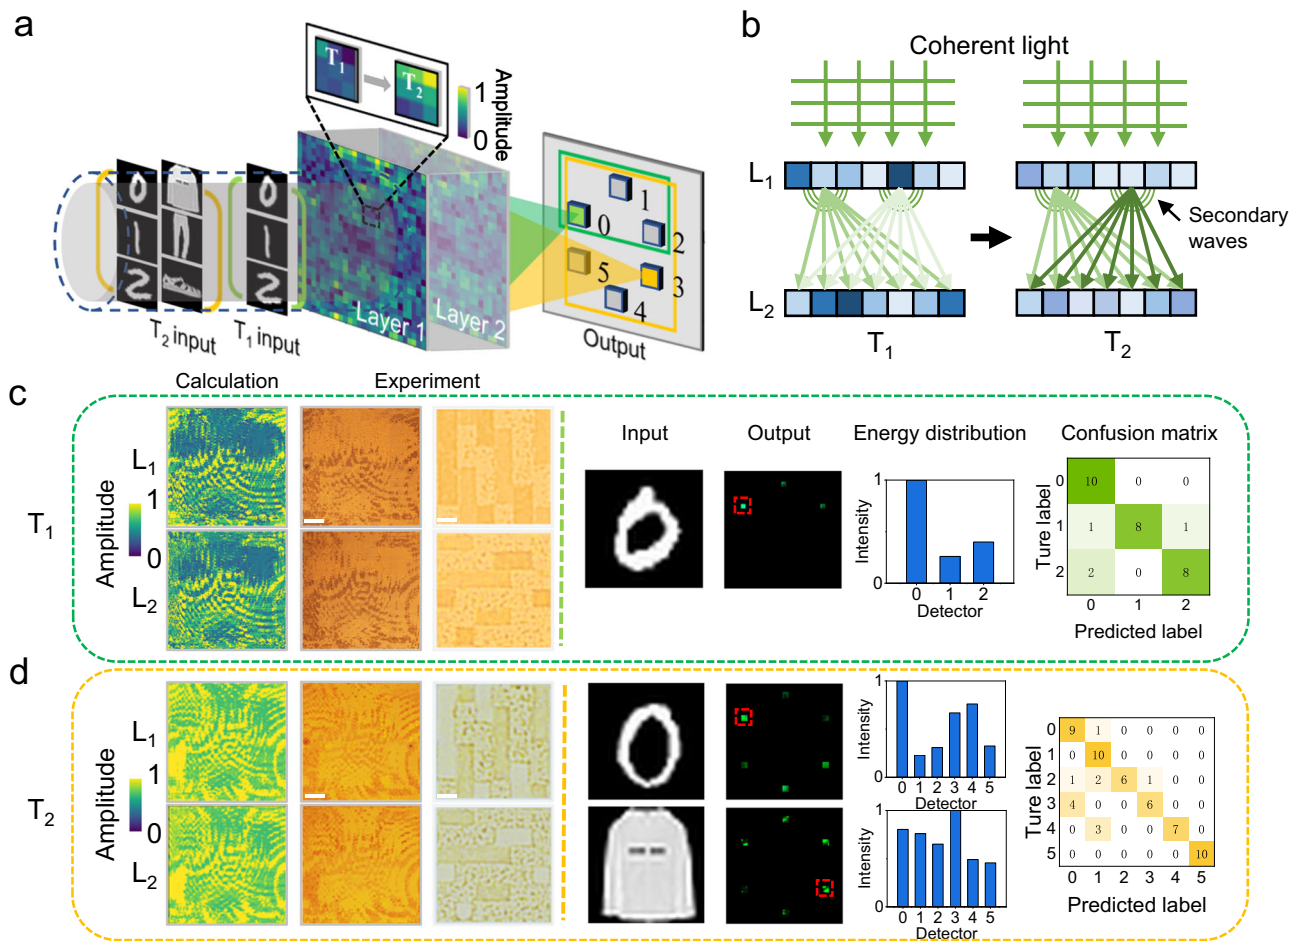 a
T1
T2
Amplitude
1
0
1
0
2
5
3
4
Layer 1
Layer 2
Output
T2 input
T1 input
b
Coherent light
L1
Secondary
waves
L2
T1
T2
Calculation
Experiment
c
T1
Amplitude
1
0
L1
L2
Input
Output
Energy distribution
Confusion matrix
Intensity
1
0
0 1 2
Detector
Ture label
0 10 0 0
1 1 8 1
2 2 0 8
0 1 2
Predicted label
d
T2
Amplitude
1
0
L1
L2
Intensity
1
0
0 1 2 3 4 5
Detector
Intensity
1
0
0 1 2 3 4 5
Detector
Ture label
0 9 1 0 0 0 0
1 10 0 0 0 0
2 1 2 6 1 0 0
3 4 0 0 6 0 0
4 0 3 0 0 7 0
5 0 0 0 0 0 10
0 1 2 3 4 5
Predicted label